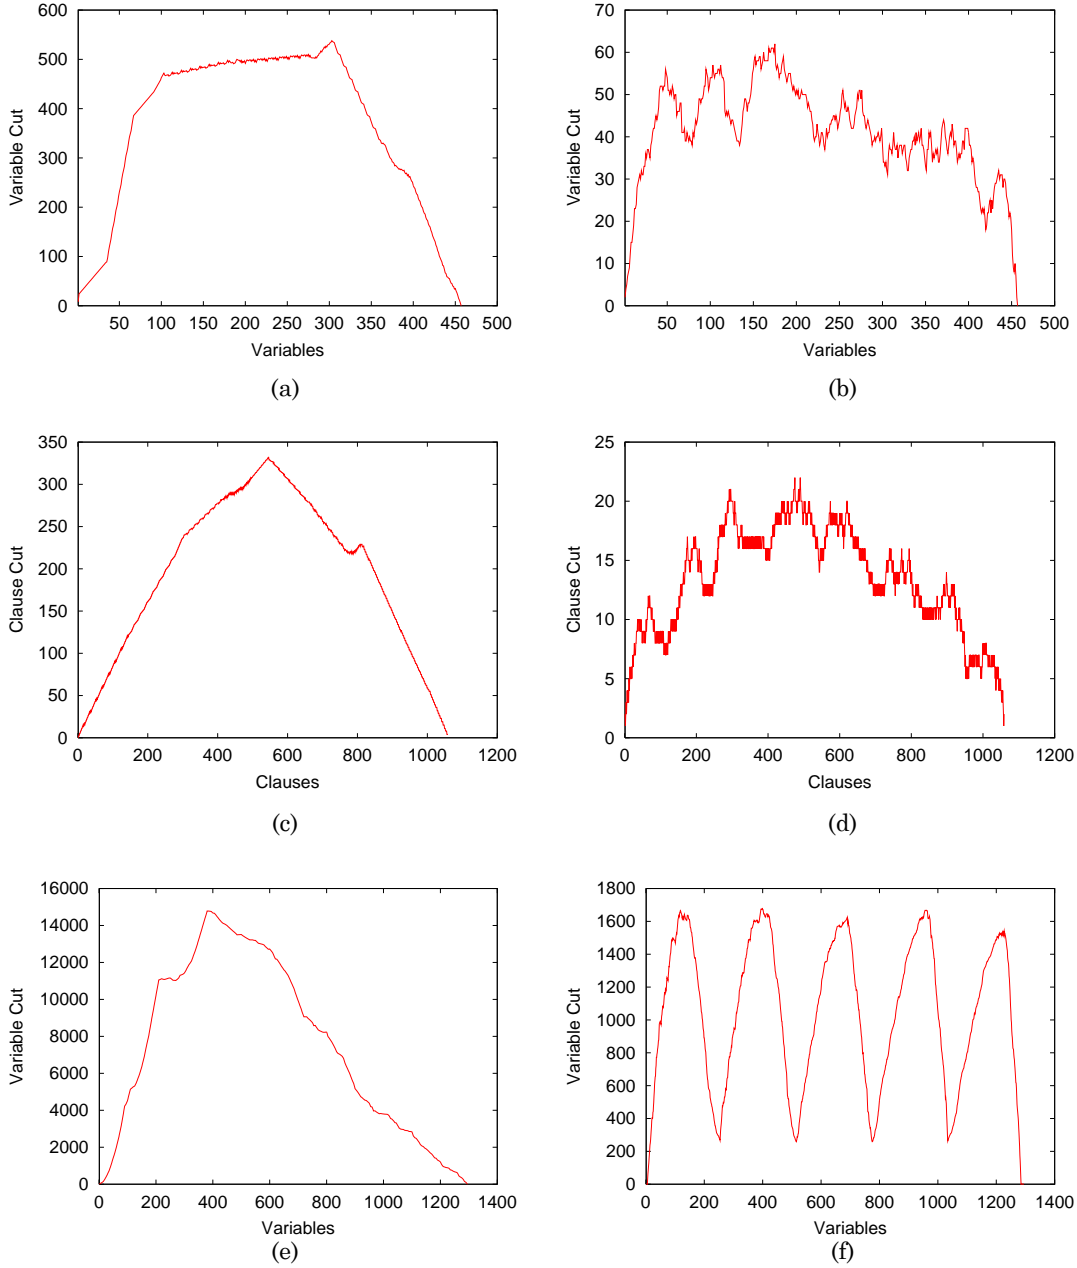 600
500
400
300
200
100
0
Variable Cut
50 100 150 200 250 300 350 400 450 500
Variables
(a)
70
60
50
40
30
20
10
0
Variable Cut
50 100 150 200 250 300 350 400 450 500
Variables
(b)
350
300
250
200
150
100
50
0
Clause Cut
0 200 400 600 800 1000 1200
Clauses
(c)
25
20
15
10
5
0
Clause Cut
0 200 400 600 800 1000 1200
Clauses
(d)
16000
14000
12000
10000
8000
6000
4000
2000
0
Variable Cut
0 200 400 600 800 1000 1200 1400
Variables
(e)
1800
1600
1400
1200
1000
800
600
400
200
0
Variable Cut
0 200 400 600 800 1000 1200 1400
Variables
(f)